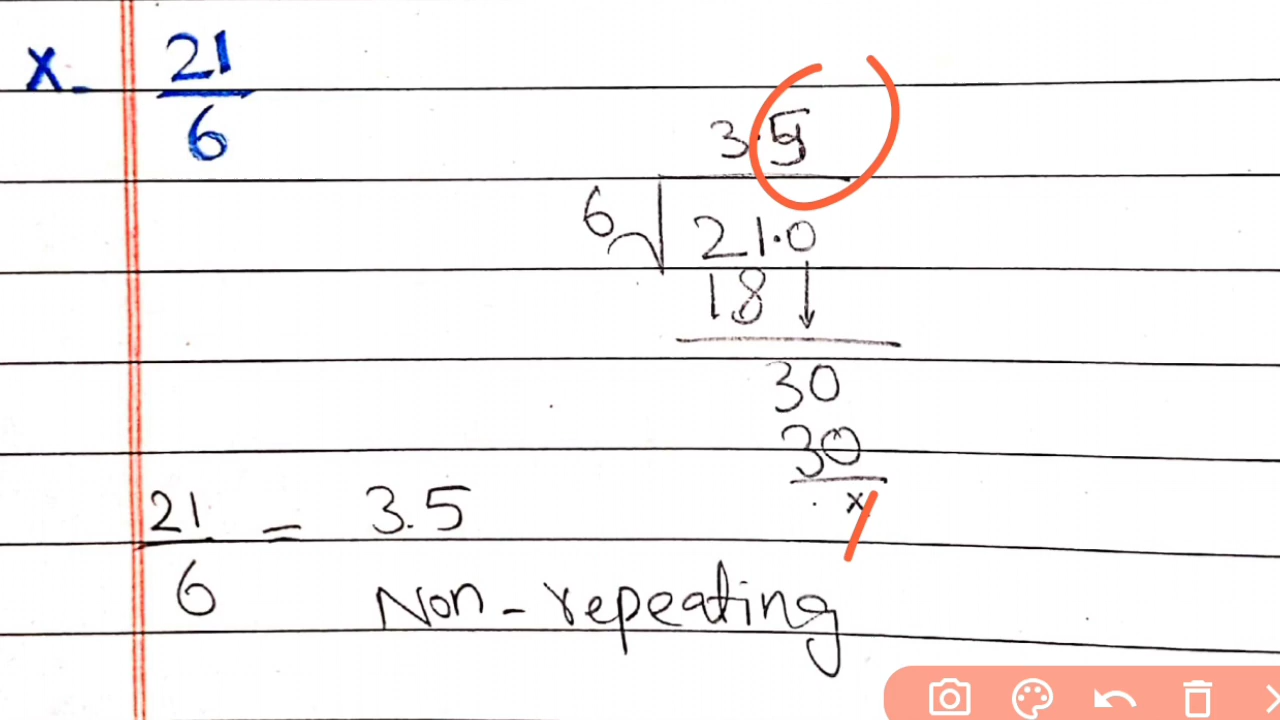 x- 21
6
3.5
6 21.0
18
30
30
x
21 = 3.5
6
Non-repeating